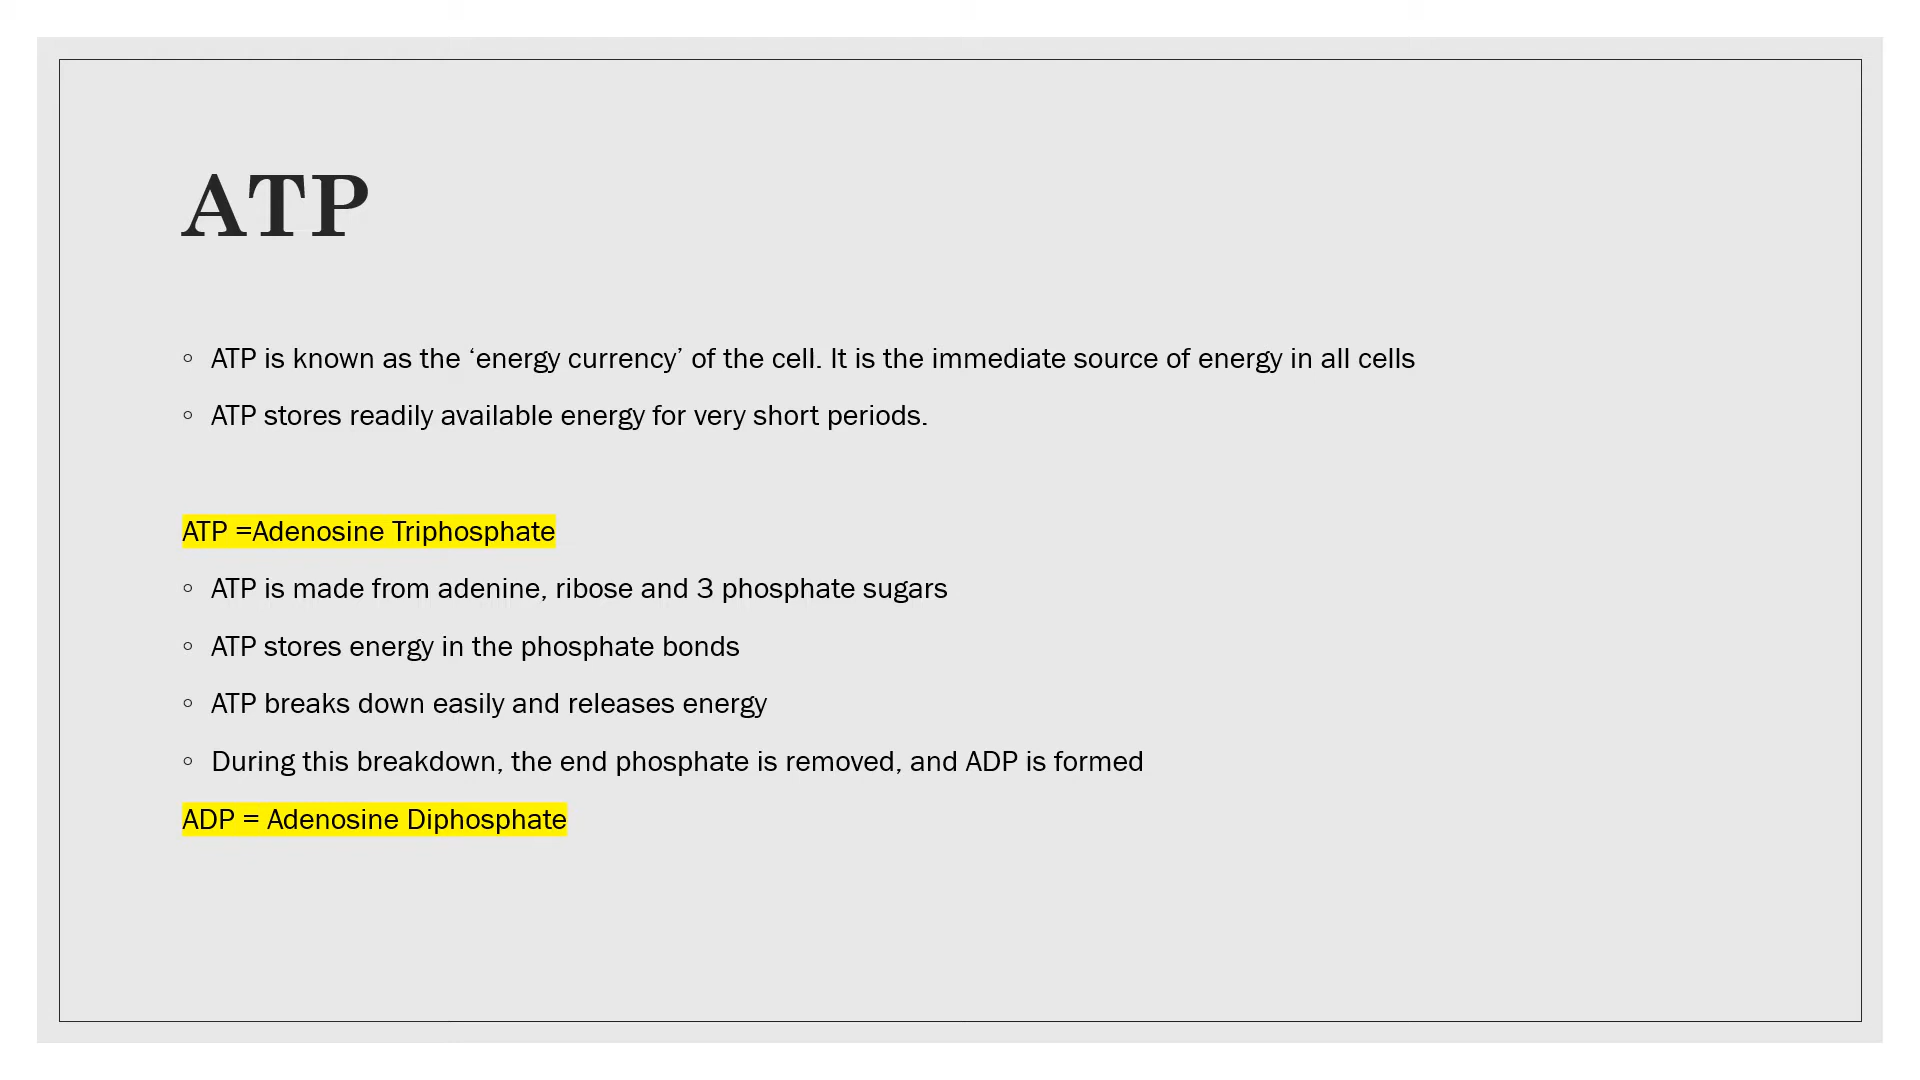 ATP
◦ ATP is known as the ‘energy currency’ of the cell. It is the immediate source of energy in all cells
◦ ATP stores readily available energy for very short periods.
ATP =Adenosine Triphosphate
◦ ATP is made from adenine, ribose and 3 phosphate sugars
◦ ATP stores energy in the phosphate bonds
◦ ATP breaks down easily and releases energy
◦ During this breakdown, the end phosphate is removed, and ADP is formed
ADP = Adenosine Diphosphate